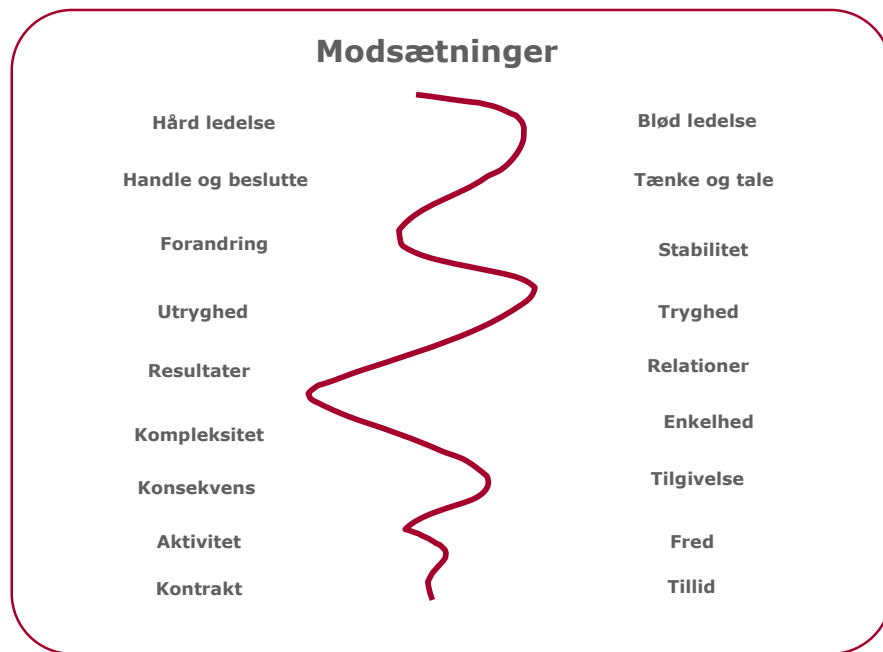 Modsætninger
Hård ledelse
Blød ledelse
Handle og beslutte
Tænke og tale
Forandring
Stabilitet
Utryghed
Tryghed
Resultater
Relationer
Kompleksitet
Enkelhed
Konsekvens
Tilgivelse
Aktivitet
Fred
Kontrakt
Tillid